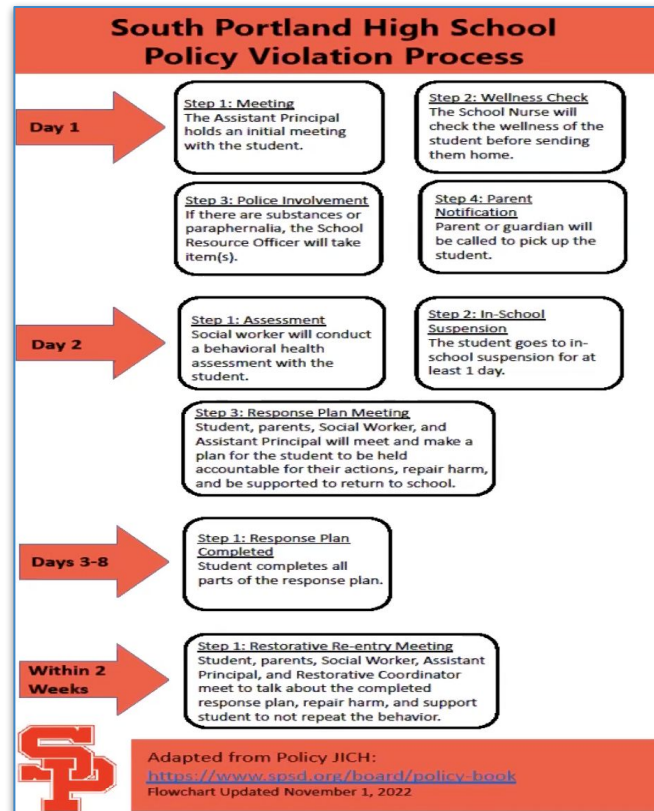 South Portland High School
Policy Violation Process
Day 1
Step 1: Meeting
The Assistant Principal
holds an initial meeting
with the student.
Step 2: Wellness Check
The School Nurse will
check the wellness of the
student before sending
them home.
Step 3: Police Involvement
If there are substances or
paraphernalia, the School
Resource Officer will take
item(s).
Step 4: Parent
Notification
Parent or guardian will
be called to pick up the
student.
Day 2
Step 1: Assessment
Social worker will conduct
a behavioral health
assessment with the
student.
Step 2: In-School
Suspension
The student goes to in-
school suspension for at
least 1 day.
Step 3: Response Plan Meeting
Student, parents, Social Worker, and
Assistant Principal will meet and make a
plan for the student to be held
accountable for their actions, repair harm,
and be supported to return to school.
Days 3-8
Step 1: Response Plan
Completed
Student completes all
parts of the response plan.
Within 2
Weeks
Step 1: Restorative Re-entry Meeting
Student, parents, Social Worker, Assistant
Principal, and Restorative Coordinator
meet to talk about the completed
response plan, repair harm, and support
student to not repeat the behavior.
SP
Adapted from Policy JICH:
https://www.spsd.org/board/policy-book
Flowchart Updated November 1, 2022